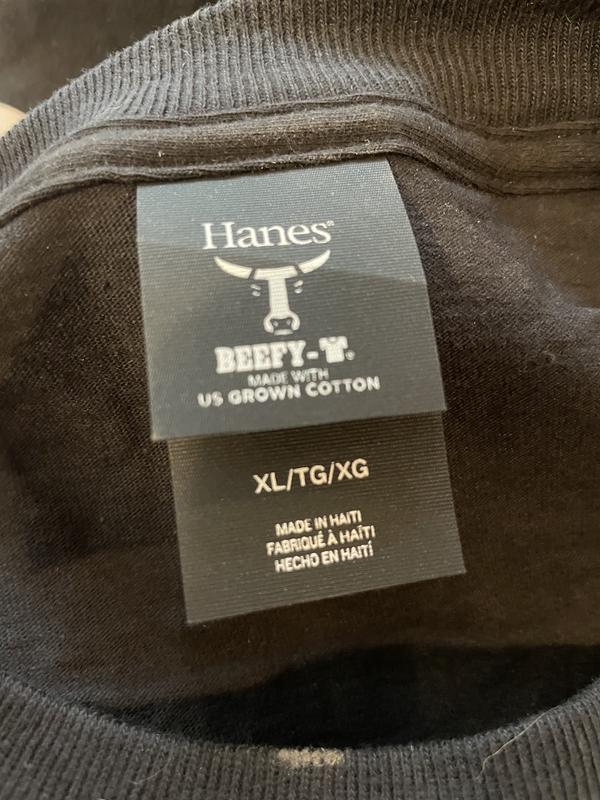 Hanes®
BEEFY-T®
MADE WITH
US GROWN COTTON
XL/TG/XG
MADE IN HAITI
FABRIQUÉ À HAÏTI
HECHO EN HAITÍ